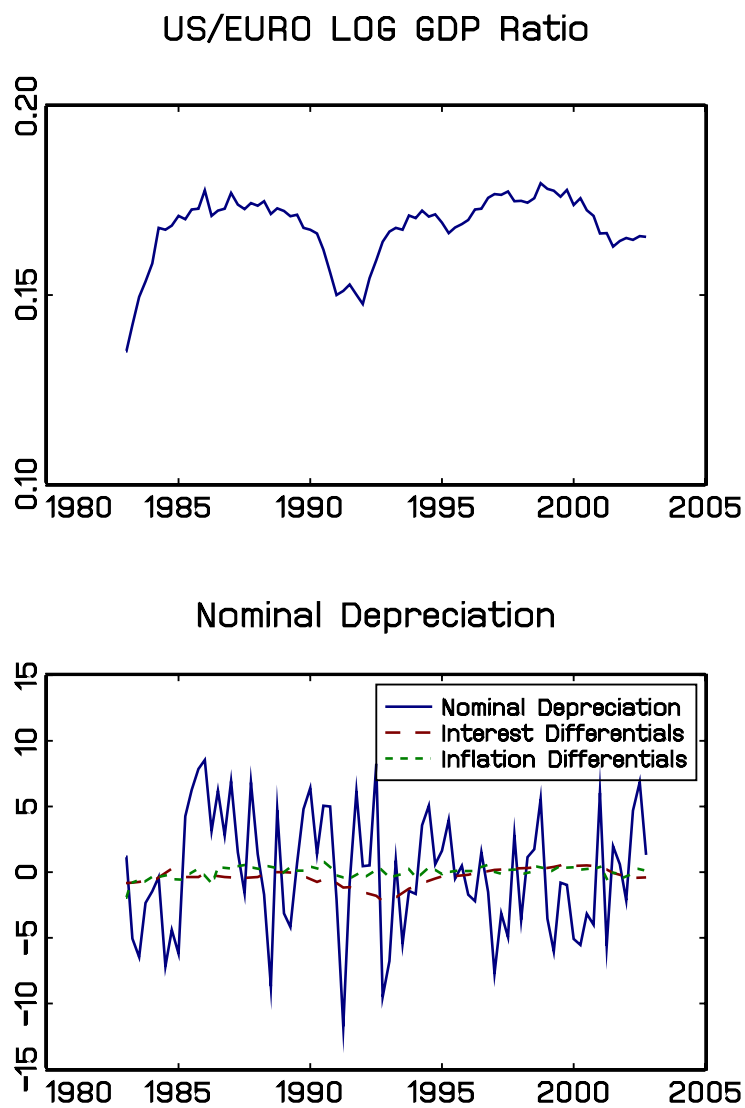 US/EURO LOG GDP Ratio
0.20
0.15
0.10
1980 1985 1990 1995 2000 2005
Nominal Depreciation
15
10
5
0
-5
-10
-15
Nominal Depreciation
Interest Differentials
Inflation Differentials
1980 1985 1990 1995 2000 2005